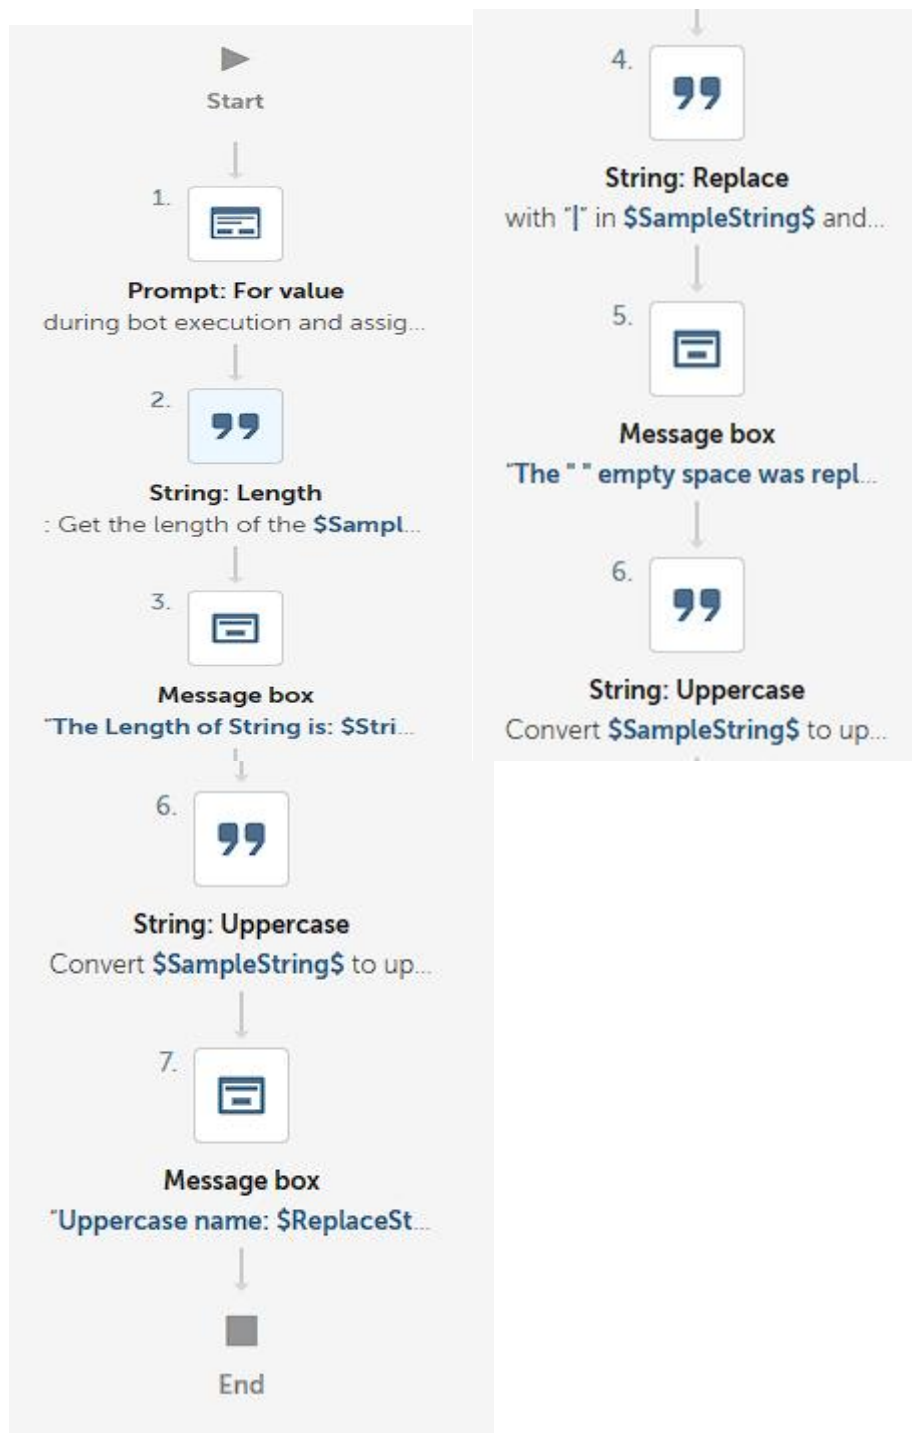 Start
1.
Prompt: For value
during bot execution and assig...
2.
String: Length
: Get the length of the $Sampl...
3.
Message box
"The Length of String is: $Stri...
6.
String: Uppercase
Convert $SampleString$ to up...
7.
Message box
"Uppercase name: $ReplaceSt...
End
4.
String: Replace
with "|" in $SampleString$ and...
5.
Message box
"The " " empty space was repl...
6.
String: Uppercase
Convert $SampleString$ to up...